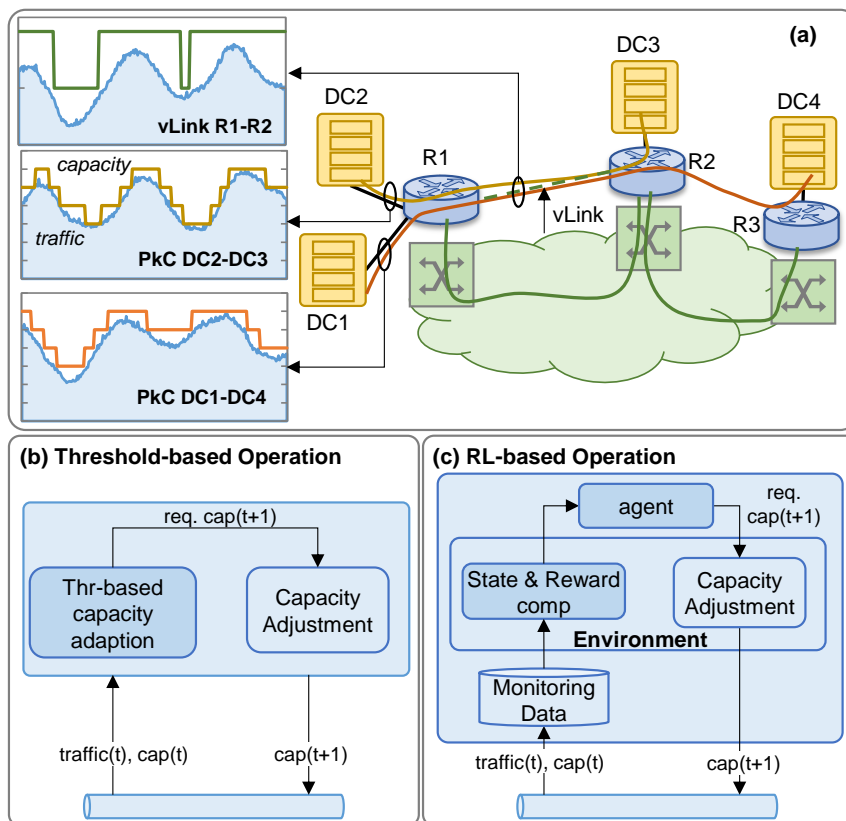 (a)
vLink R1-R2
capacity
traffic
PkC DC2-DC3
PkC DC1-DC4
DC2
DC1
R1
DC3
R2
DC4
R3
vLink
(b) Threshold-based Operation
req. cap(t+1)
Thr-based
capacity
adaption
Capacity
Adjustment
traffic(t), cap(t)
cap(t+1)
(c) RL-based Operation
agent
req.
cap(t+1)
State & Reward
comp
Capacity
Adjustment
Environment
Monitoring
Data
traffic(t), cap(t)
cap(t+1)